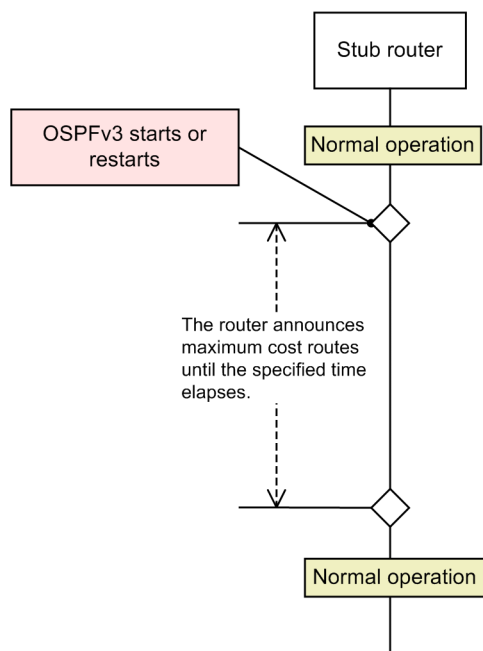 Stub router
Normal operation
OSPFv3 starts or
restarts
The router announces
maximum cost routes
until the specified time
elapses.
Normal operation